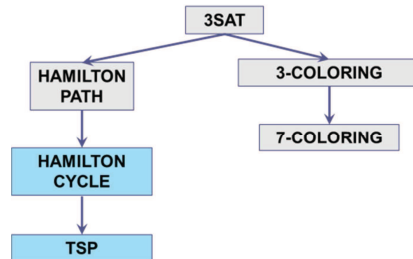 3SAT
HAMILTON
PATH
3-COLORING
7-COLORING
HAMILTON
CYCLE
TSP